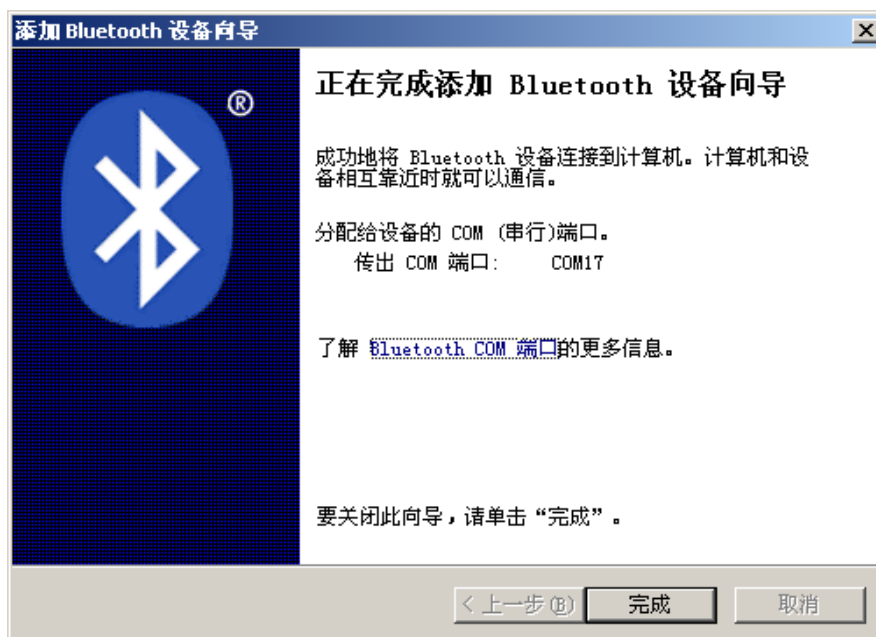 添加 Bluetooth 设备向导
®
正在完成添加 Bluetooth 设备向导
成功地将 Bluetooth 设备连接到计算机。计算机和设
备相互靠近时就可以通信。
分配给设备的 COM (串行)端口。
传出 COM 端口: COM17
了解 Bluetooth COM 端口的更多信息。
要关闭此向导，请单击“完成”。
< 上一步(B) 完成 取消